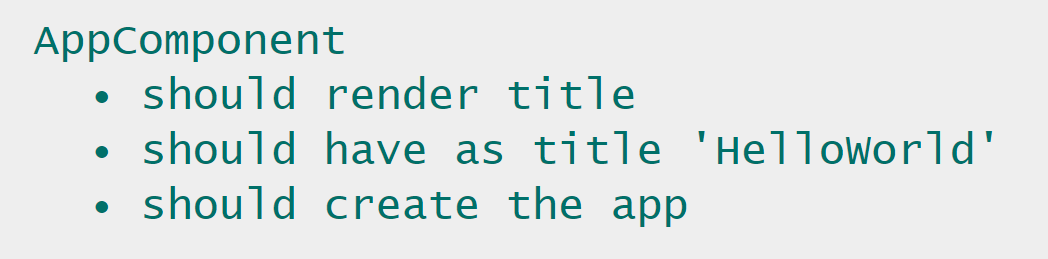 AppComponent
• should render title
• should have as title 'HelloWorld'
• should create the app